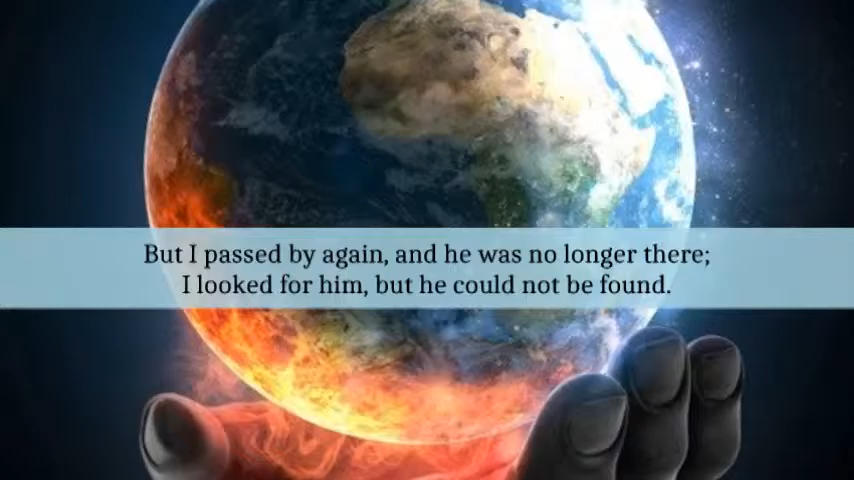 But I passed by again, and he was no longer there;
I looked for him, but he could not be found.